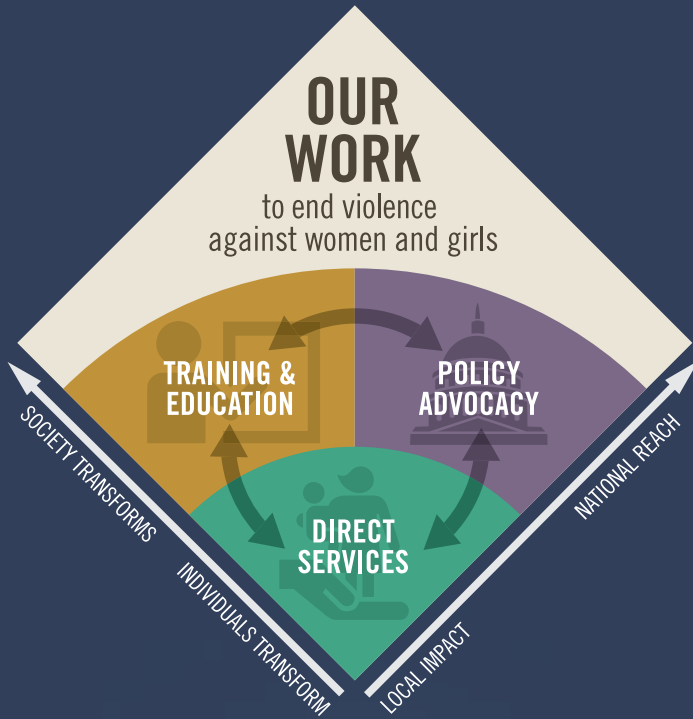 OUR
WORK
to end violence
against women and girls
TRAINING &
EDUCATION
POLICY
ADVOCACY
DIRECT
SERVICES
SOCIETY TRANSFORMS
INDIVIDUALS TRANSFORM
LOCAL IMPACT
NATIONAL REACH